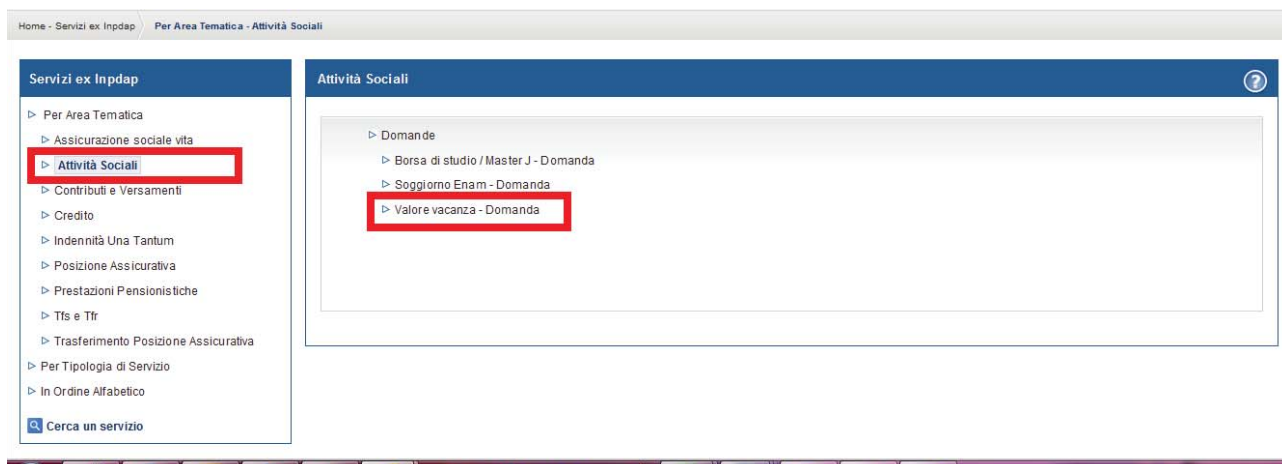 Home - Servizi ex Inpdap Per Area Tematica - Attività Sociali
Servizi ex Inpdap
Per Area Tematica
Assicurazione sociale vita
Attività Sociali
Contributi e Versamenti
Credito
Indennità Una Tantum
Posizione Assicurativa
Prestazioni Pensionistiche
Tfs e Tfr
Trasferimento Posizione Assicurativa
Per Tipologia di Servizio
In Ordine Alfabetico
Cerca un servizio
Attività Sociali ?
Domande
Borsa di studio / Master J - Domanda
Soggiorno Enam - Domanda
Valore vacanza - Domanda